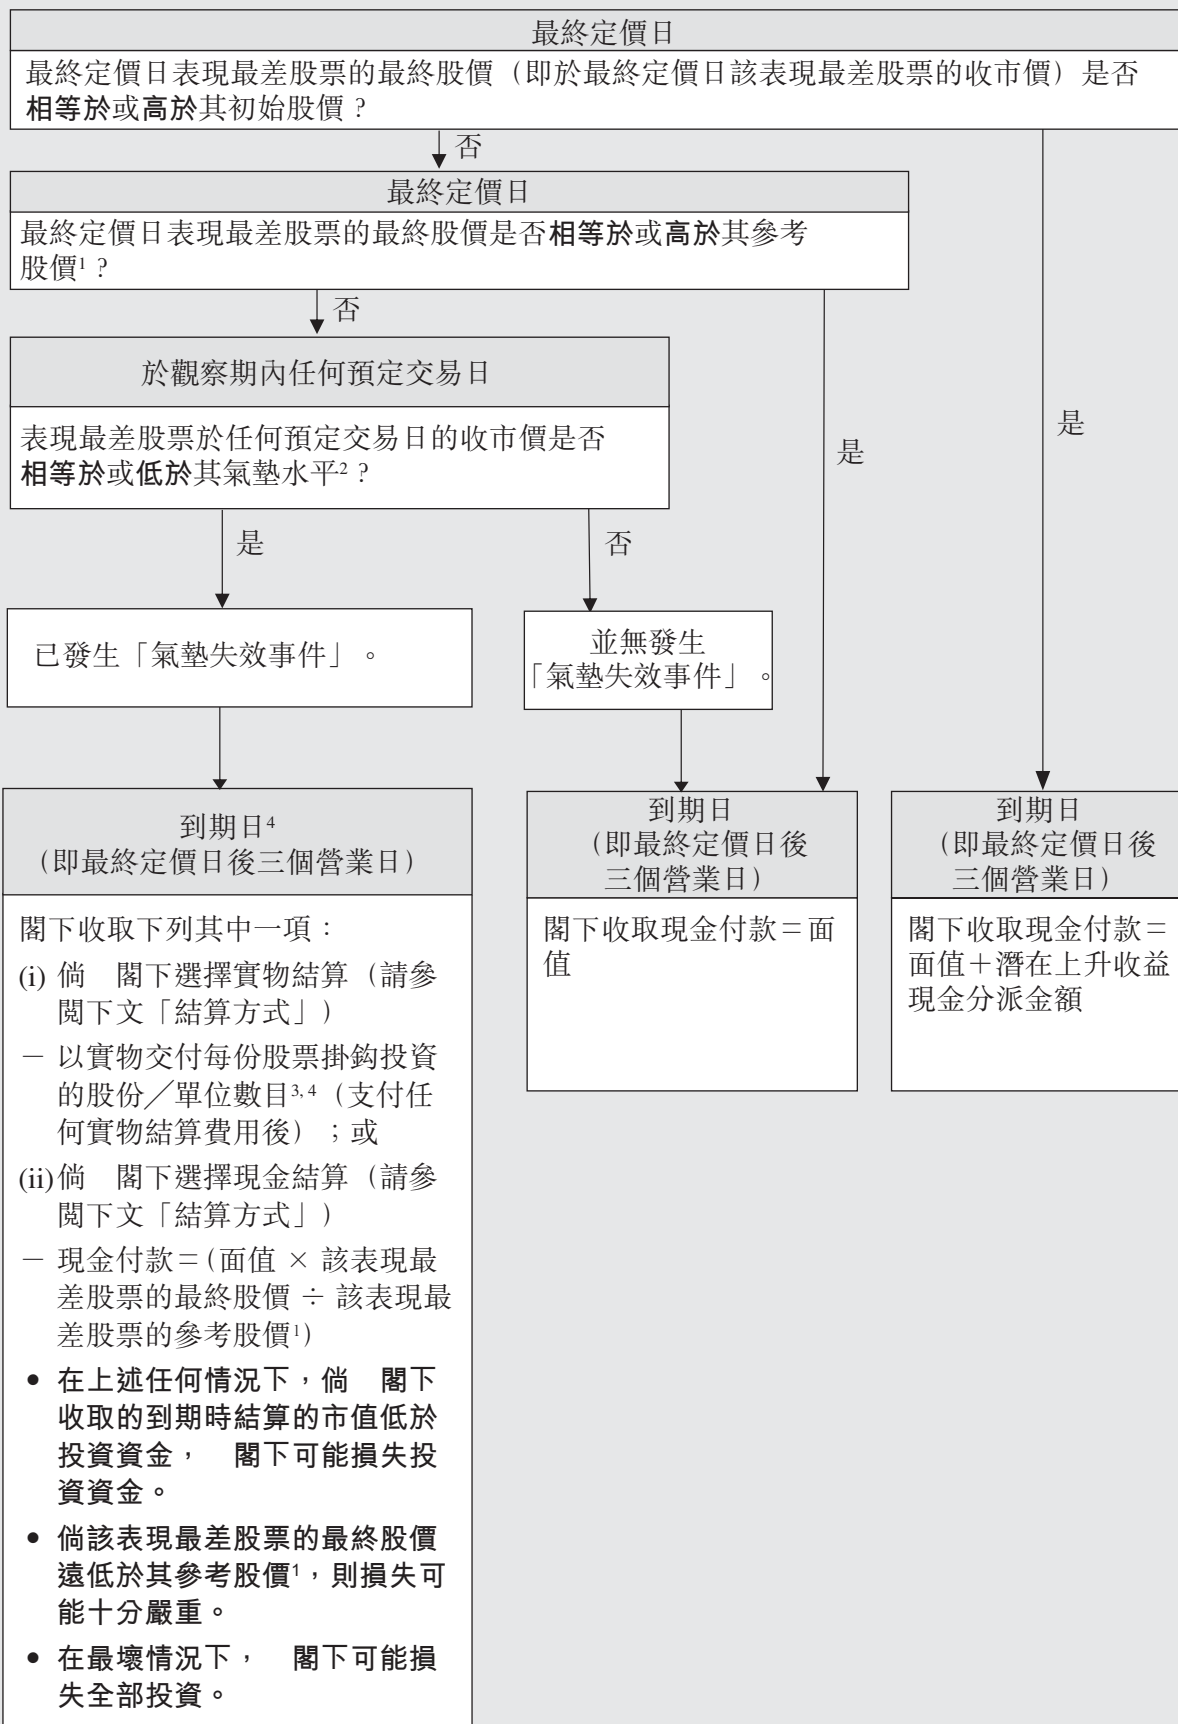 最終定價日
最終定價日表現最差股票的最終股價（即於最終定價日該表現最差股票的收市價）是否
相等於或高於其初始股價？
否
最終定價日
最終定價日表現最差股票的最終股價是否相等於或高於其參考
股價1？
否
於觀察期內任何預定交易日
表現最差股票於任何預定交易日的收市價是否
相等於或低於其氣墊水平2？
是
是
是
否
已發生「氣墊失效事件」。
並無發生
「氣墊失效事件」。
到期日4
（即最終定價日後三個營業日）
閣下收取下列其中一項：
(i) 倘　閣下選擇實物結算（請參
閱下文「結算方式」）
－ 以實物交付每份股票掛鈎投資
的股份╱單位數目3, 4（支付任
何實物結算費用後）；或
(ii) 倘　閣下選擇現金結算（請參
閱下文「結算方式」）
－ 現金付款＝（面值 × 該表現最
差股票的最終股價 ÷ 該表現最
差股票的參考股價1）
• 在上述任何情況下，倘　閣下
收取的到期時結算的市值低於
投資資金，　閣下可能損失投
資資金。
• 倘該表現最差股票的最終股價
遠低於其參考股價1，則損失可
能十分嚴重。
• 在最壞情況下，　閣下可能損
失全部投資。
到期日
（即最終定價日後
三個營業日）
閣下收取現金付款＝面
值
到期日
（即最終定價日後
三個營業日）
閣下收取現金付款＝
面值＋潛在上升收益
現金分派金額